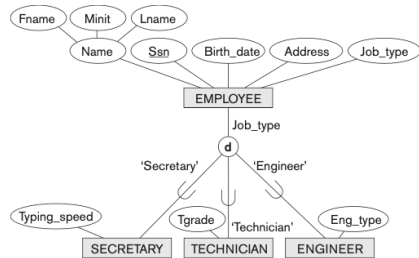 Fname Minit Lname
Name Ssn Birth_date Address Job_type
EMPLOYEE
Job_type
d
‘Secretary’ ‘Engineer’
Typing_speed Tgrade ‘Technician’ Eng_type
SECRETARY TECHNICIAN ENGINEER